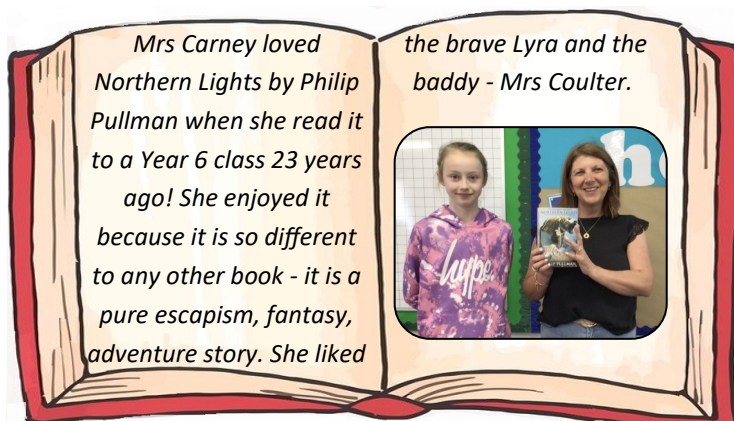 Mrs Carney loved
Northern Lights by Philip
Pullman when she read it
to a Year 6 class 23 years
ago! She enjoyed it
because it is so different
to any other book - it is a
pure escapism, fantasy,
adventure story. She liked
the brave Lyra and the
baddy - Mrs Coulter.
hype.